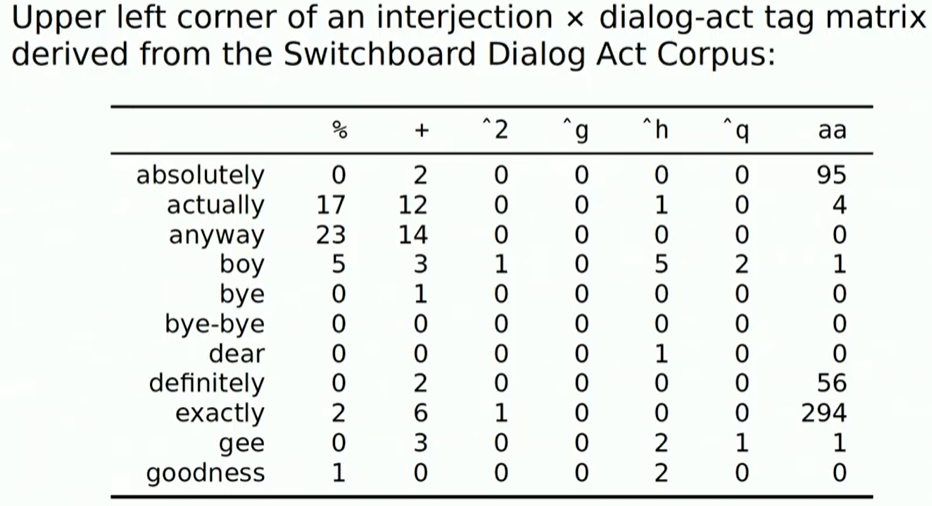 Upper left corner of an interjection × dialog-act tag matrix
derived from the Switchboard Dialog Act Corpus:
% + ^2 ^g ^h ^q aa
absolutely 0 2 0 0 0 0 95
actually 17 12 0 0 1 0 4
anyway 23 14 0 0 0 0 0
boy 5 3 1 0 5 2 1
bye 0 1 0 0 0 0 0
bye-bye 0 0 0 0 0 0 0
dear 0 0 0 0 1 0 0
definitely 0 2 0 0 0 0 56
exactly 2 6 1 0 0 0 294
gee 0 3 0 0 2 1 1
goodness 1 0 0 0 2 0 0